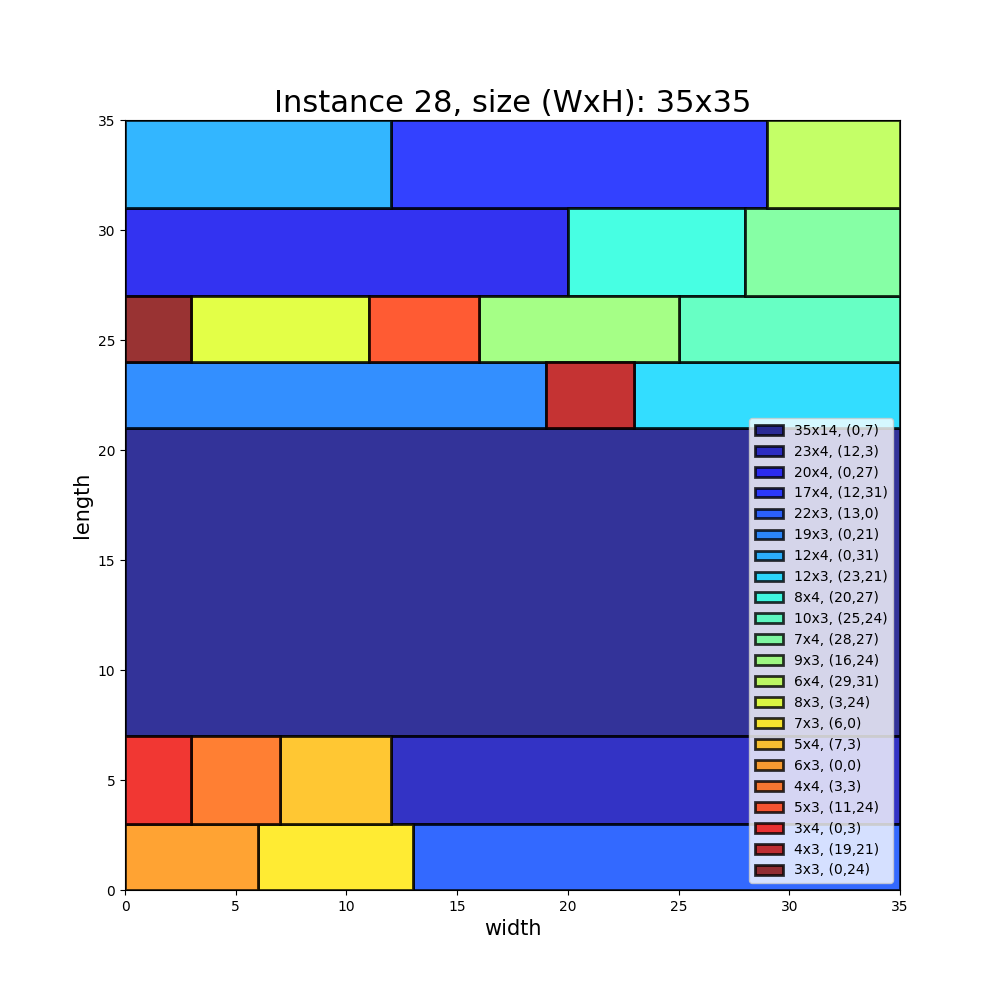 Instance 28, size (WxH): 35x35
length
35
30
25
20
15
10
5
0
35x14, (0,7)
23x4, (12,3)
20x4, (0,27)
17x4, (12,31)
22x3, (13,0)
19x3, (0,21)
12x4, (0,31)
12x3, (23,21)
8x4, (20,27)
10x3, (25,24)
7x4, (28,27)
9x3, (16,24)
6x4, (29,31)
8x3, (3,24)
7x3, (6,0)
5x4, (7,3)
6x3, (0,0)
4x4, (3,3)
5x3, (11,24)
3x4, (0,3)
4x3, (19,21)
3x3, (0,24)
0 5 10 15 20 25 30 35
width